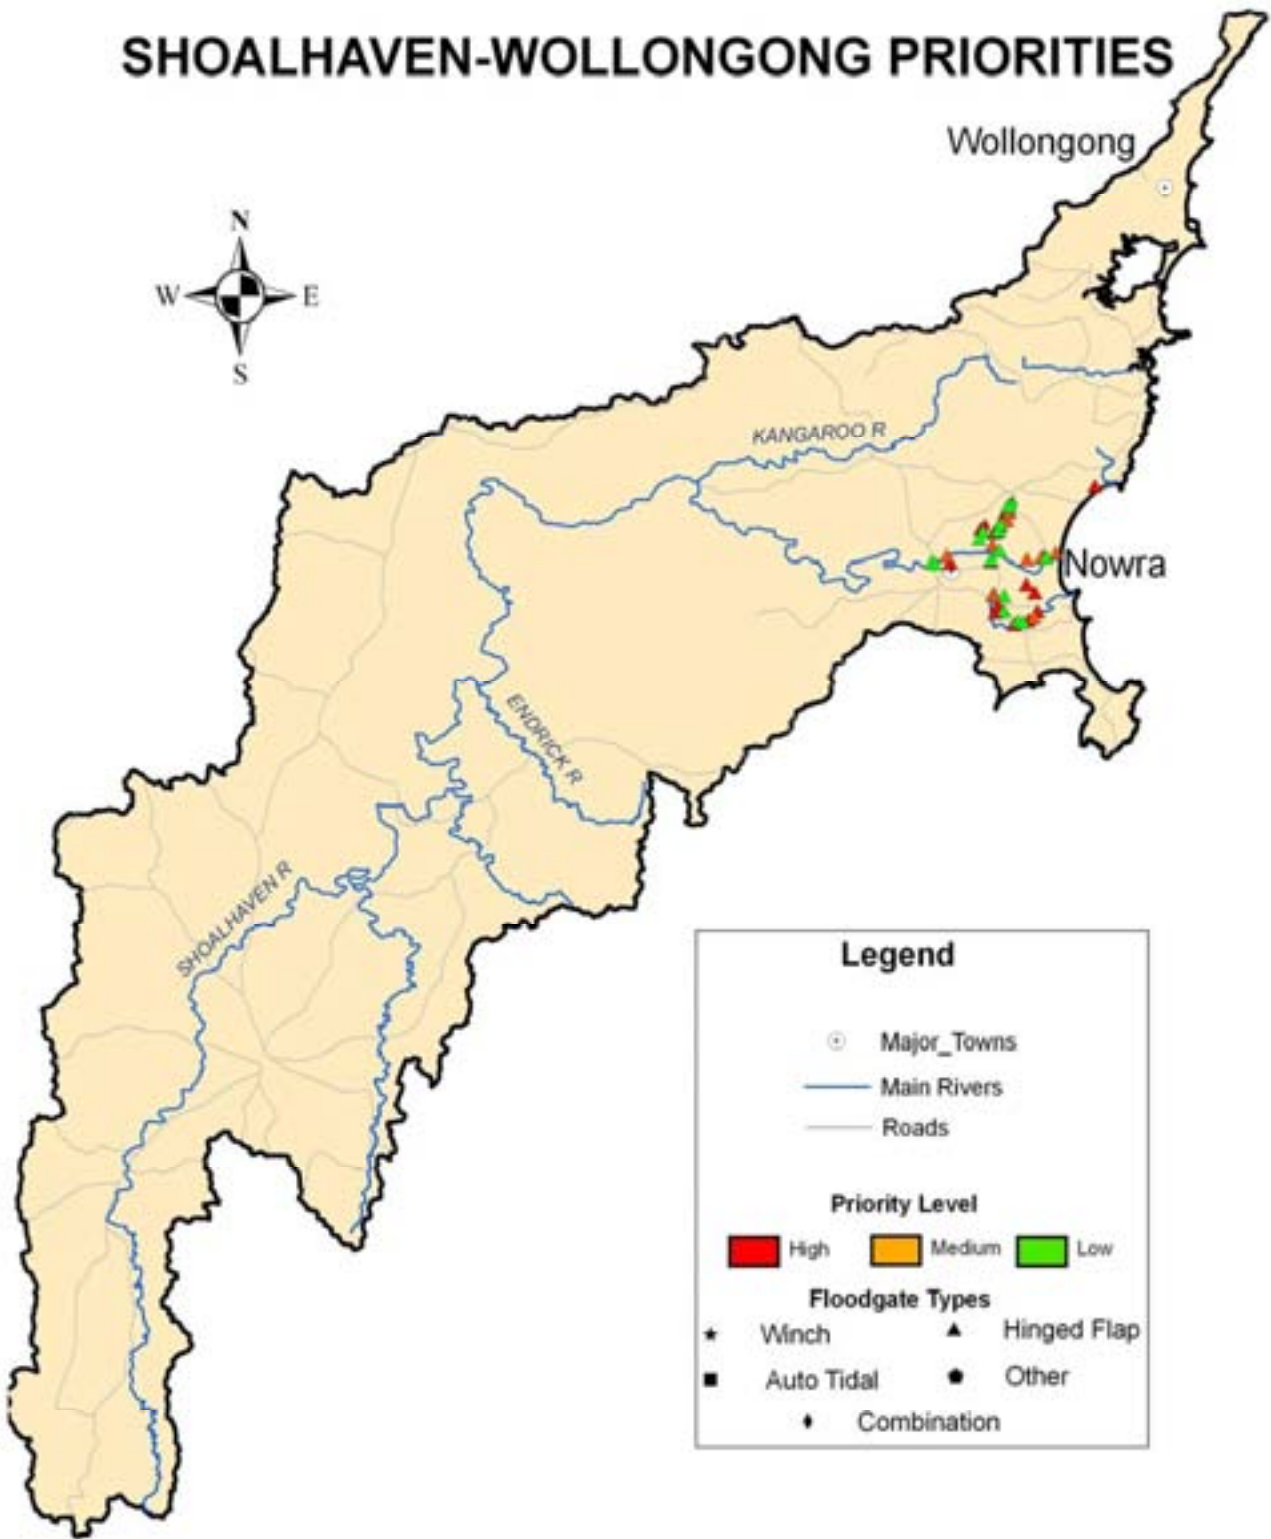 SHOALHAVEN-WOLLONGONG PRIORITIES
Wollongong
N
W E
S
KANGAROO R
Nowra
ENDRICK R
SHOALHAVEN R
Legend
Major_Towns
Main Rivers
Roads
Priority Level
High Medium Low
Floodgate Types
Winch Hinged Flap
Auto Tidal Other
Combination